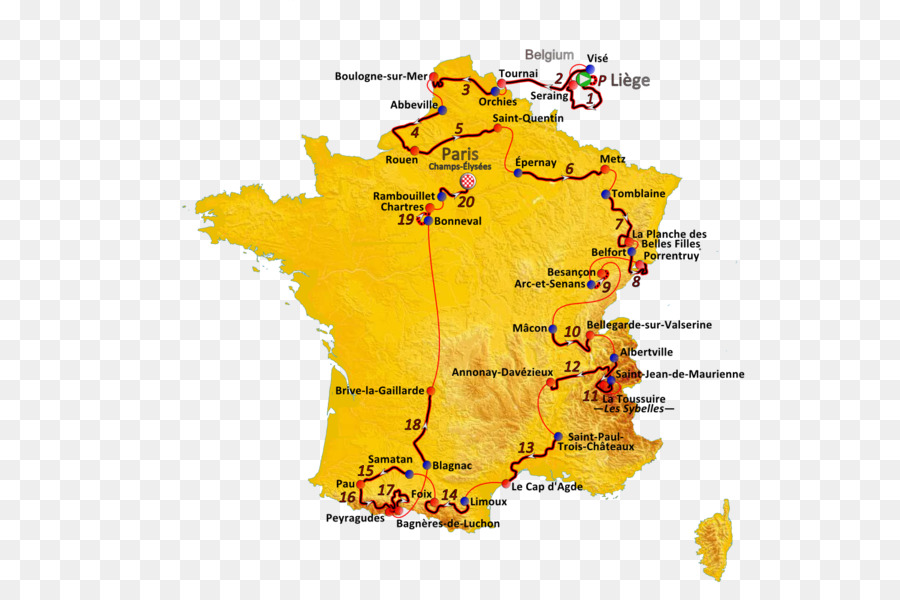 Belgium
Visé
Boulogne-sur-Mer
Tournai
2
P
Liège
3
Seraing
1
Orchies
Abbeville
Saint-Quentin
4
5
Rouen
Paris
Champs-Élysées
Épernay
6
Metz
Rambouillet
20
Tomblaine
Chartres
19
Bonneval
7
La Planche des
Belles Filles
Belfort
Porrentruy
Besançon
8
Arc-et-Senans
9
Mâcon
10
Bellegarde-sur-Valserine
Albertville
Annonay-Davézieux
12
Saint-Jean-de-Maurienne
Brive-la-Gaillarde
11
La Toussuire
—Les Sybelles—
18
13
Saint-Paul-
Trois-Châteaux
Samatan
15
Blagnac
Pau
17
Foix
14
Limoux
Le Cap d'Agde
16
Peyragudes
Bagnères-de-Luchon